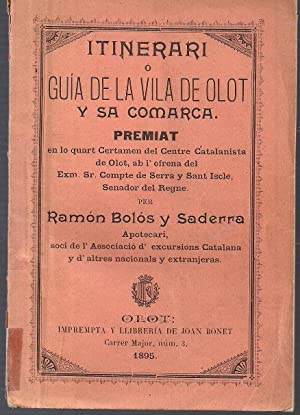 ITINERARI
Ó
GUÍA DE LA VILA DE OLOT
Y SA COMARCA.
PREMIAT
en lo quart Certamen del Centre Catalanista
de Olot, ab l' ofrena del
Exm. Sr. Compte de Serra y Sant Iscle,
Senador del Regne.
PER
Ramón Bolós y Saderra
Apotecari,
soci de l' Associació d' excursions Catalana
y d' altres nacionals y extranjeras.
OLOT:
IMPREMPTA Y LLIBRERÍA DE JOAN BONET
Carrer Major, núm. 3.
1895.